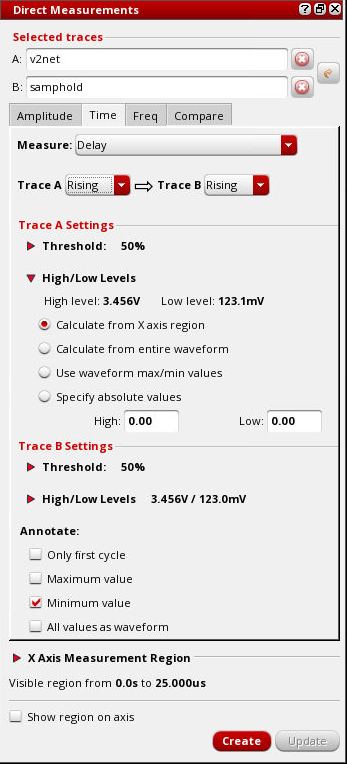 Direct Measurements
Selected traces
A: v2net
B: samphold
Amplitude Time Freq Compare
Measure: Delay
Trace A Rising Trace B Rising
Trace A Settings
Threshold: 50%
High/Low Levels
High level: 3.456V Low level: 123.1mV
Calculate from X axis region
Calculate from entire waveform
Use waveform max/min values
Specify absolute values
High: 0.00 Low: 0.00
Trace B Settings
Threshold: 50%
High/Low Levels 3.456V / 123.0mV
Annotate:
Only first cycle
Maximum value
Minimum value
All values as waveform
X Axis Measurement Region
Visible region from 0.0s to 25.000us
Show region on axis
Create Update